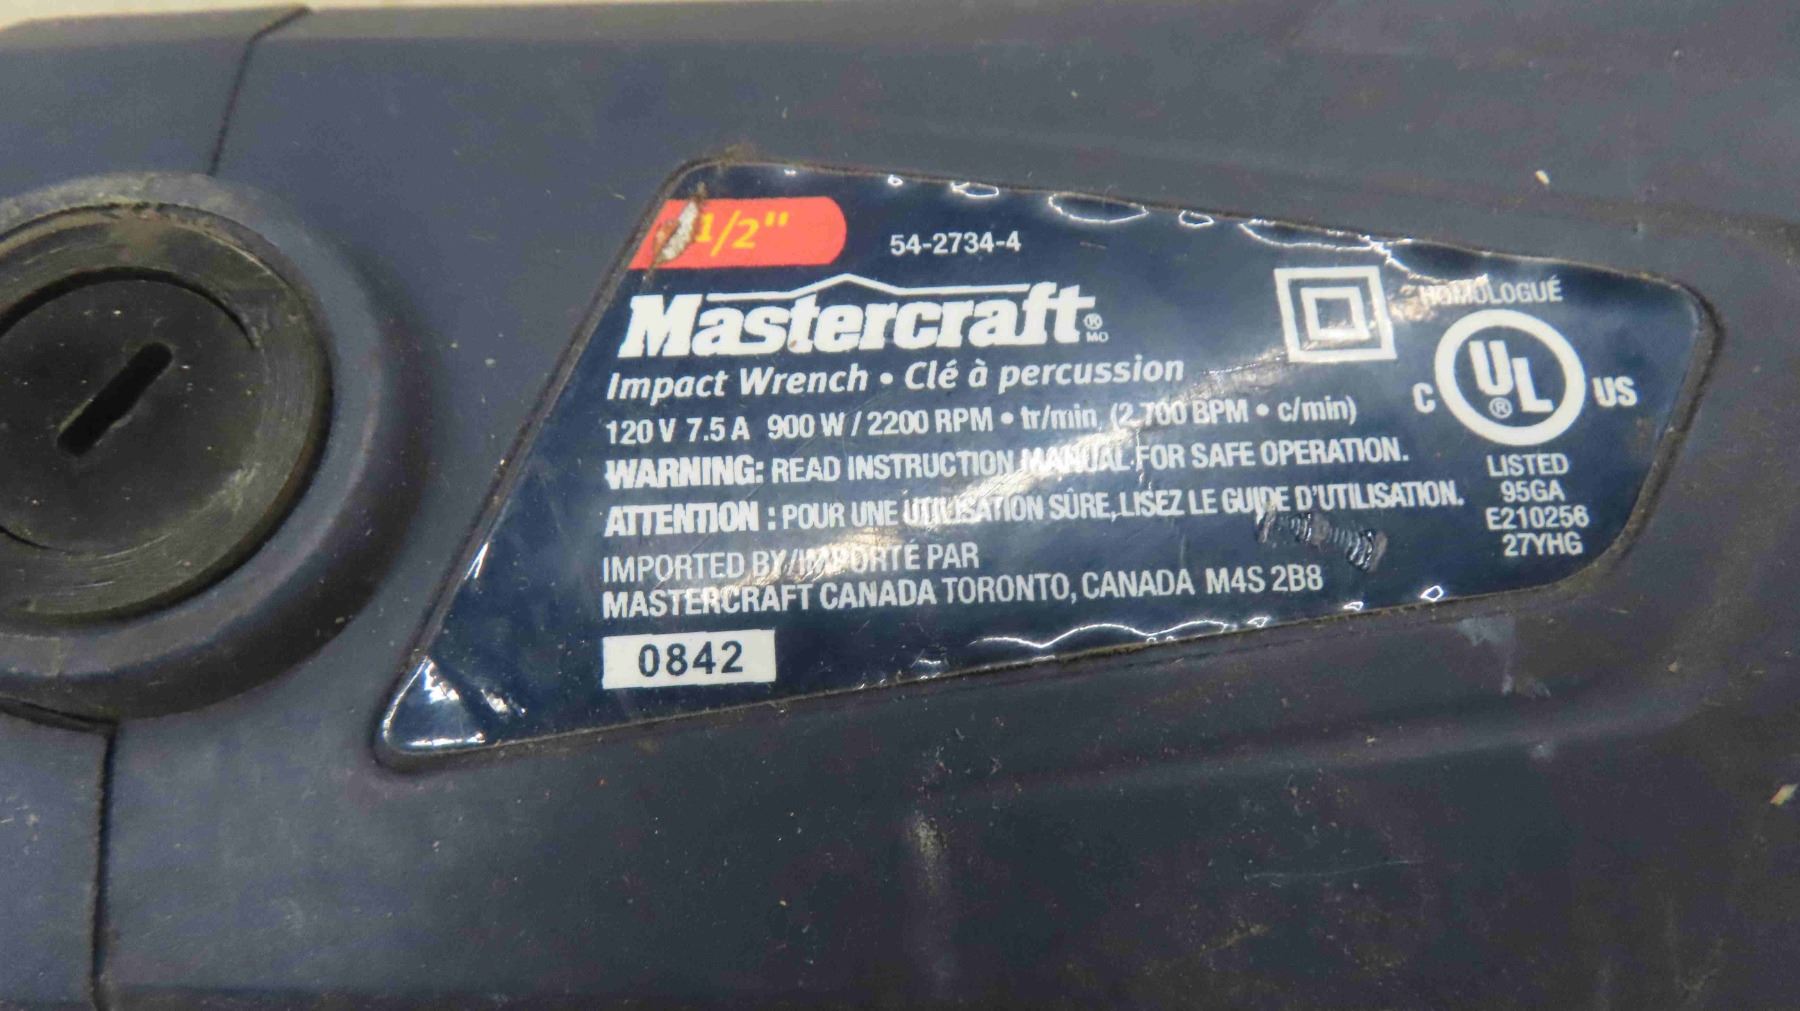 1/2"
54-2734-4
Mastercraft®
MD
Impact Wrench • Clé à percussion
120 V 7.5 A 900 W / 2200 RPM • tr/min (2,700 BPM • c/min)
WARNING: READ INSTRUCTION MANUAL FOR SAFE OPERATION.
ATTENTION : POUR UNE UTILISATION SÛRE, LISEZ LE GUIDE D'UTILISATION.
IMPORTED BY/IMPORTÉ PAR
MASTERCRAFT CANADA TORONTO, CANADA M4S 2B8
0842
HOMOLOGUÉ
C UL® US
LISTED
95GA
E210256
27YHG